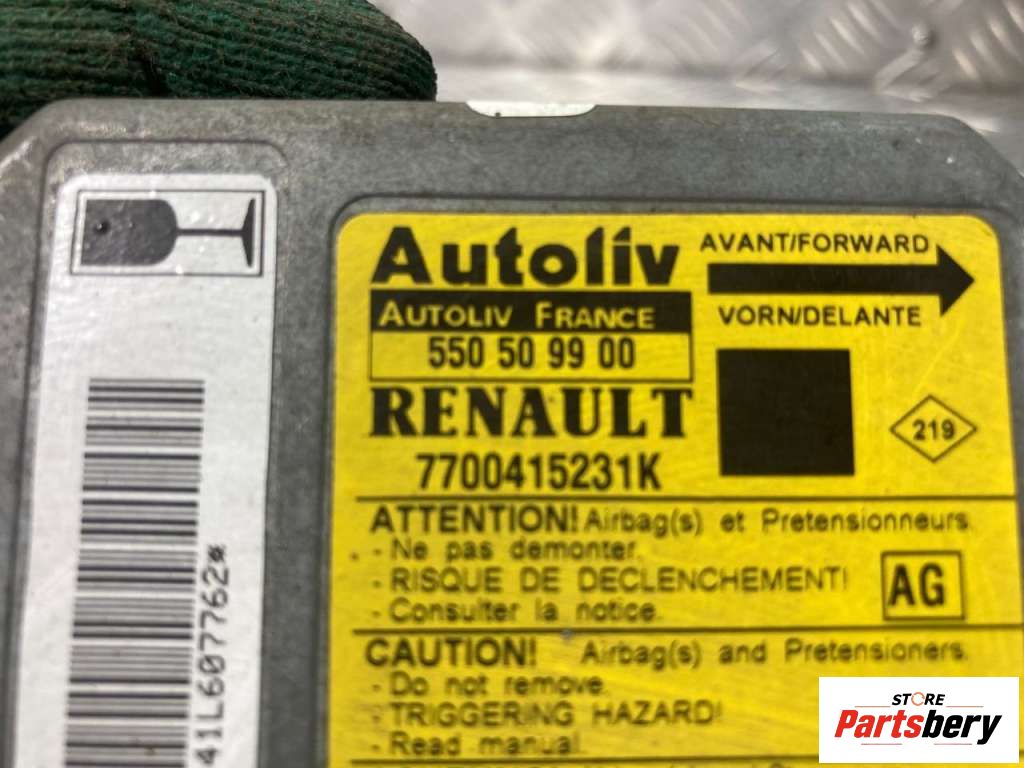 Autoliv
AUTOLIV FRANCE
550 50 99 00
RENAULT
7700415231K
AVANT/FORWARD
VORN/DELANTE
219
ATTENTION! Airbag(s) et Pretensionneurs.
- Ne pas demonter.
- RISQUE DE DECLENCHEMENT!
- Consulter la notice.
AG
CAUTION! Airbag(s) and Pretensioners.
- Do not remove.
- TRIGGERING HAZARD!
- Read manual.
41L607762*
STORE
Partsbery